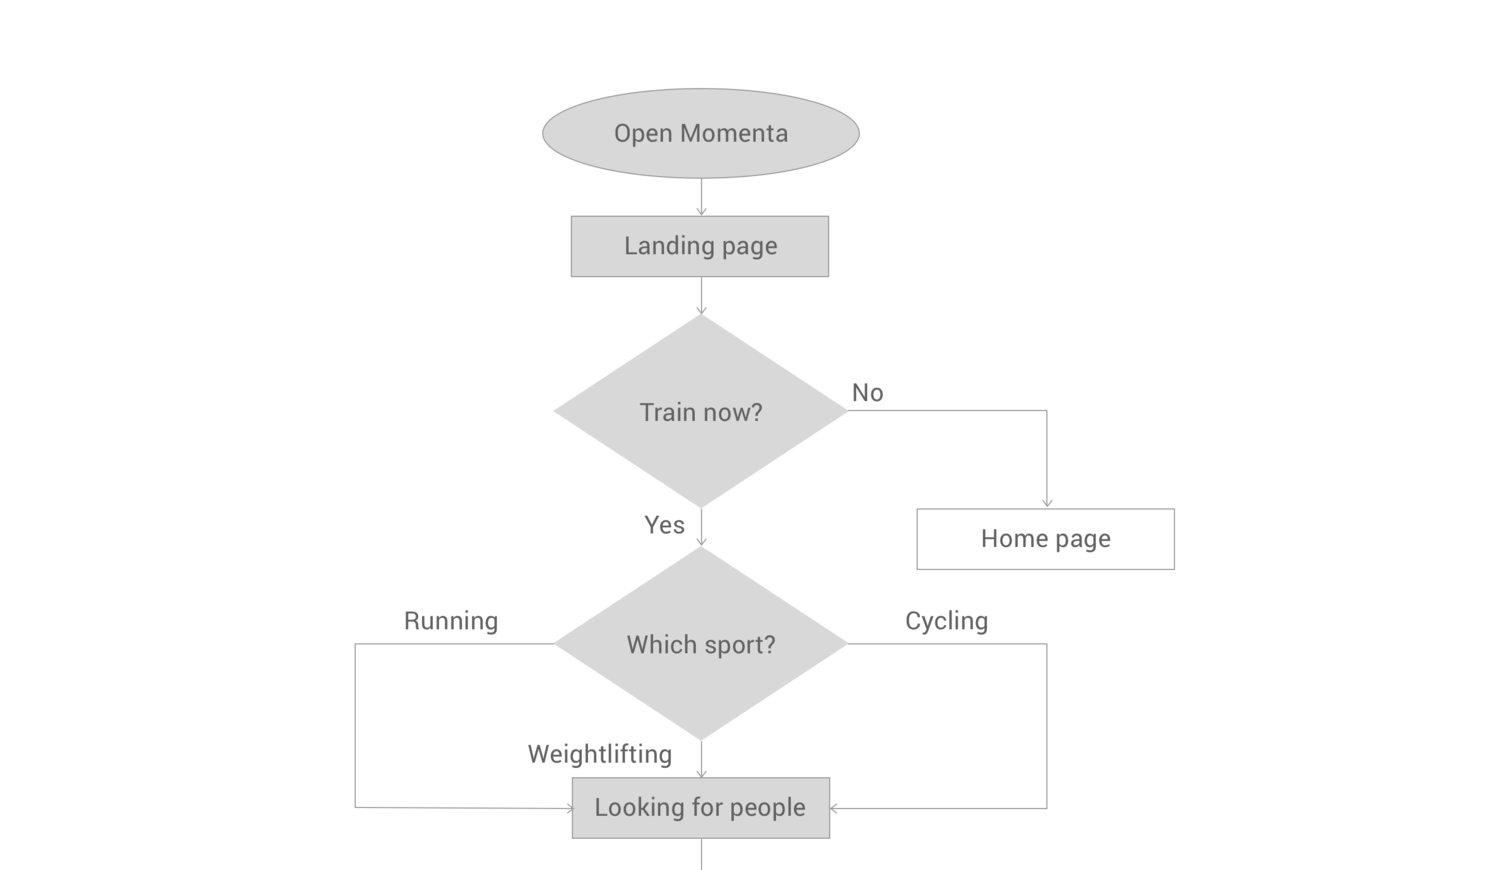 Open Momenta
Landing page
Train now?
No
Yes
Home page
Running
Cycling
Which sport?
Weightlifting
Looking for people